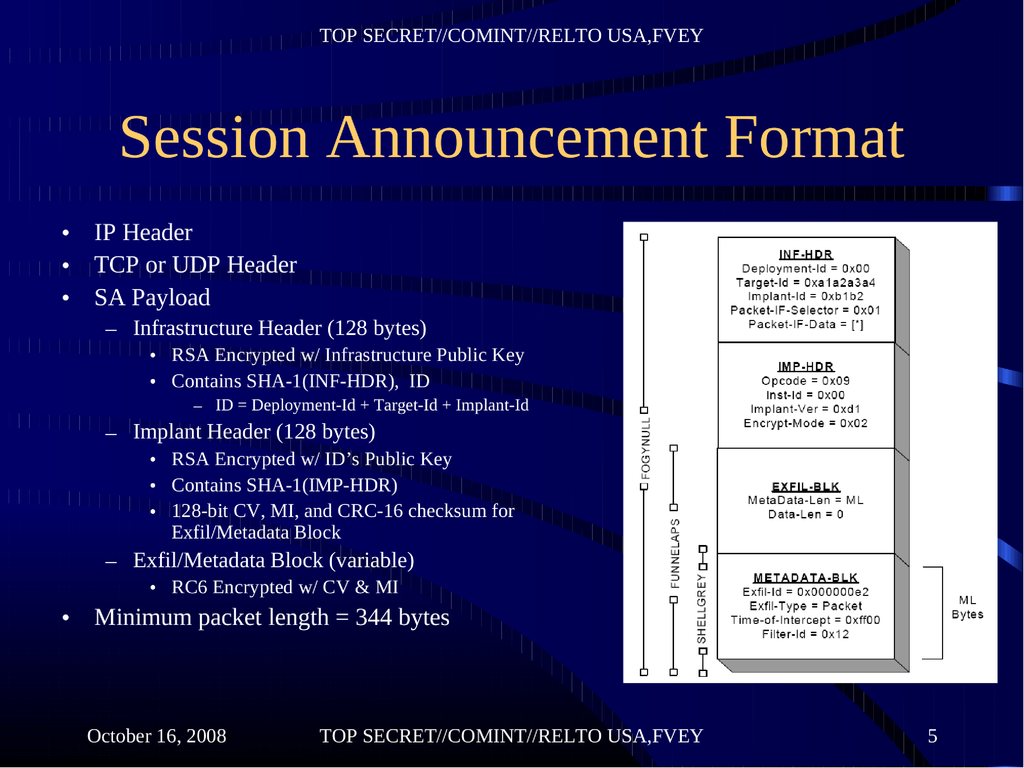 TOP SECRET//COMINT//RELTO USA,FVEY
Session Announcement Format
• IP Header
• TCP or UDP Header
• SA Payload
– Infrastructure Header (128 bytes)
• RSA Encrypted w/ Infrastructure Public Key
• Contains SHA-1(INF-HDR), ID
– ID = Deployment-Id + Target-Id + Implant-Id
– Implant Header (128 bytes)
• RSA Encrypted w/ ID’s Public Key
• Contains SHA-1(IMP-HDR)
• 128-bit CV, MI, and CRC-16 checksum for
Exfil/Metadata Block
– Exfil/Metadata Block (variable)
• RC6 Encrypted w/ CV & MI
• Minimum packet length = 344 bytes
FOGYNULL
FUNNELAPS
SHELLGREY
INF-HDR
Deployment-Id = 0x00
Target-Id = 0xa1a2a3a4
Implant-Id = 0xb1b2
Packet-IF-Selector = 0x01
Packet-IF-Data = [*]
IMP-HDR
Opcode = 0x09
Inst-Id = 0x00
Implant-Ver = 0xd1
Encrypt-Mode = 0x02
EXFIL-BLK
MetaData-Len = ML
Data-Len = 0
METADATA-BLK
Exfil-Id = 0x000000e2
Exfil-Type = Packet
Time-of-Intercept = 0xff00
Filter-Id = 0x12
ML
Bytes
October 16, 2008
TOP SECRET//COMINT//RELTO USA,FVEY
5